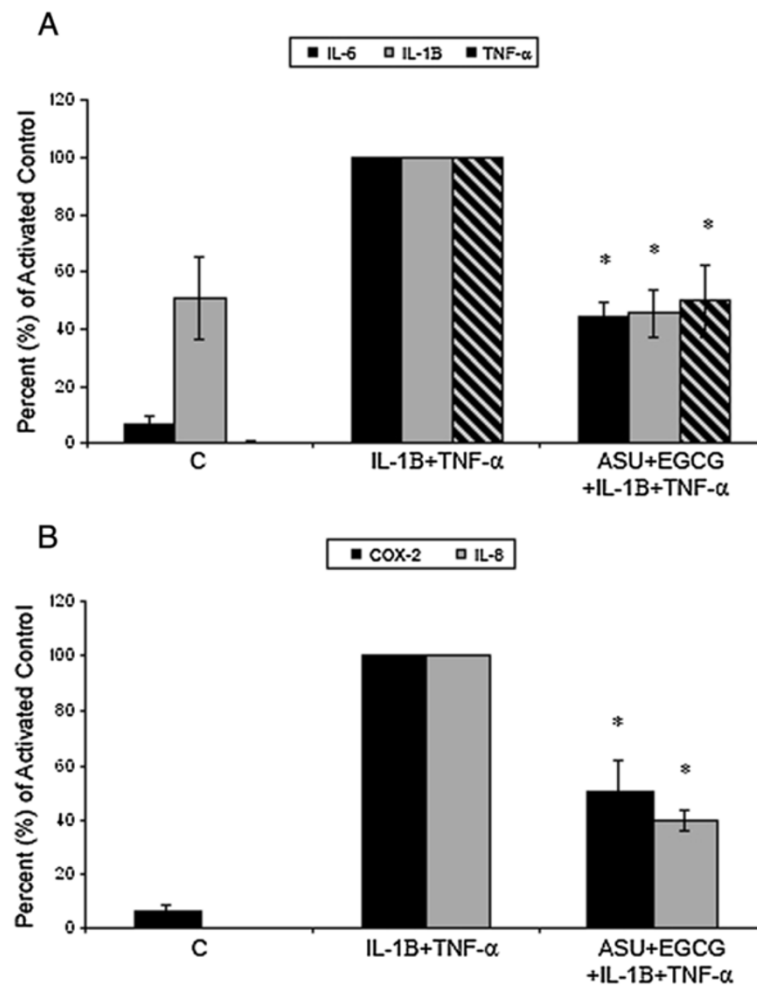 A
■ IL-6 ■ IL-1B ■ TNF-α
Percent (%) of Activated Control
120
100
80
60
40
20
0
* * *
C
IL-1B+TNF-α
ASU+EGCG
+IL-1B+TNF-α
B
■ COX-2 ■ IL-8
Percent (%) of Activated Control
120
100
80
60
40
20
0
* *
C
IL-1B+TNF-α
ASU+EGCG
+IL-1B+TNF-α